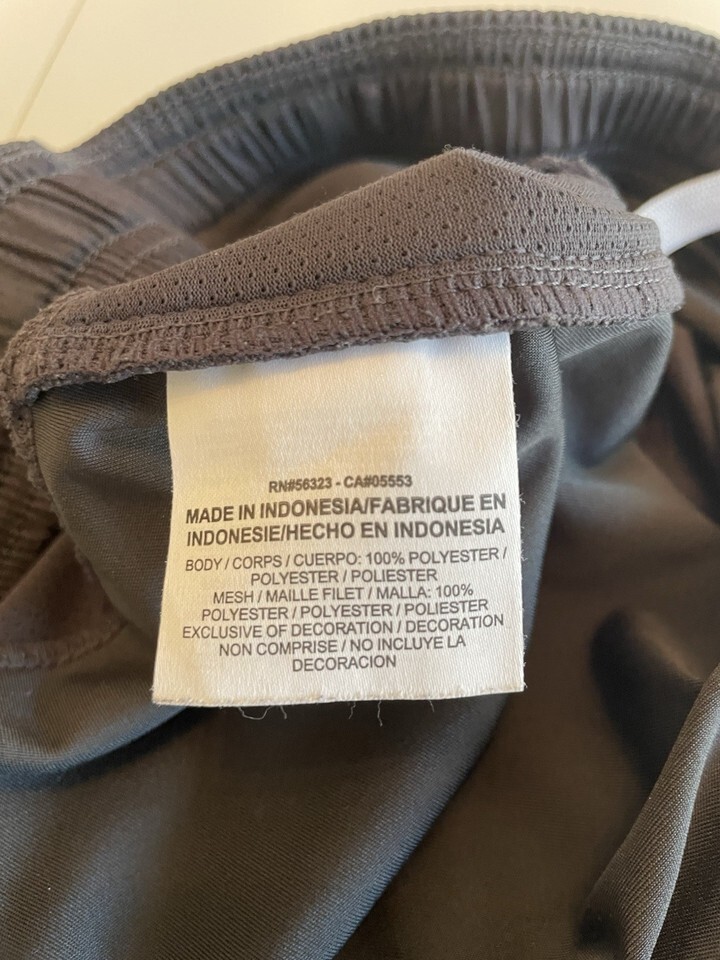 RN#56323 - CA#05553
MADE IN INDONESIA/FABRIQUE EN
INDONESIE/HECHO EN INDONESIA
BODY / CORPS / CUERPO: 100% POLYESTER /
POLYESTER / POLIESTER
MESH / MAILLE FILET / MALLA: 100%
POLYESTER / POLYESTER / POLIESTER
EXCLUSIVE OF DECORATION / DECORATION
NON COMPRISE / NO INCLUYE LA
DECORACION